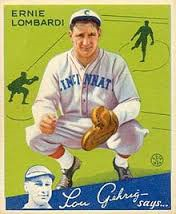 ERNIE
LOMBARDI
CINCINNATI
Lou Gehrig-
says...